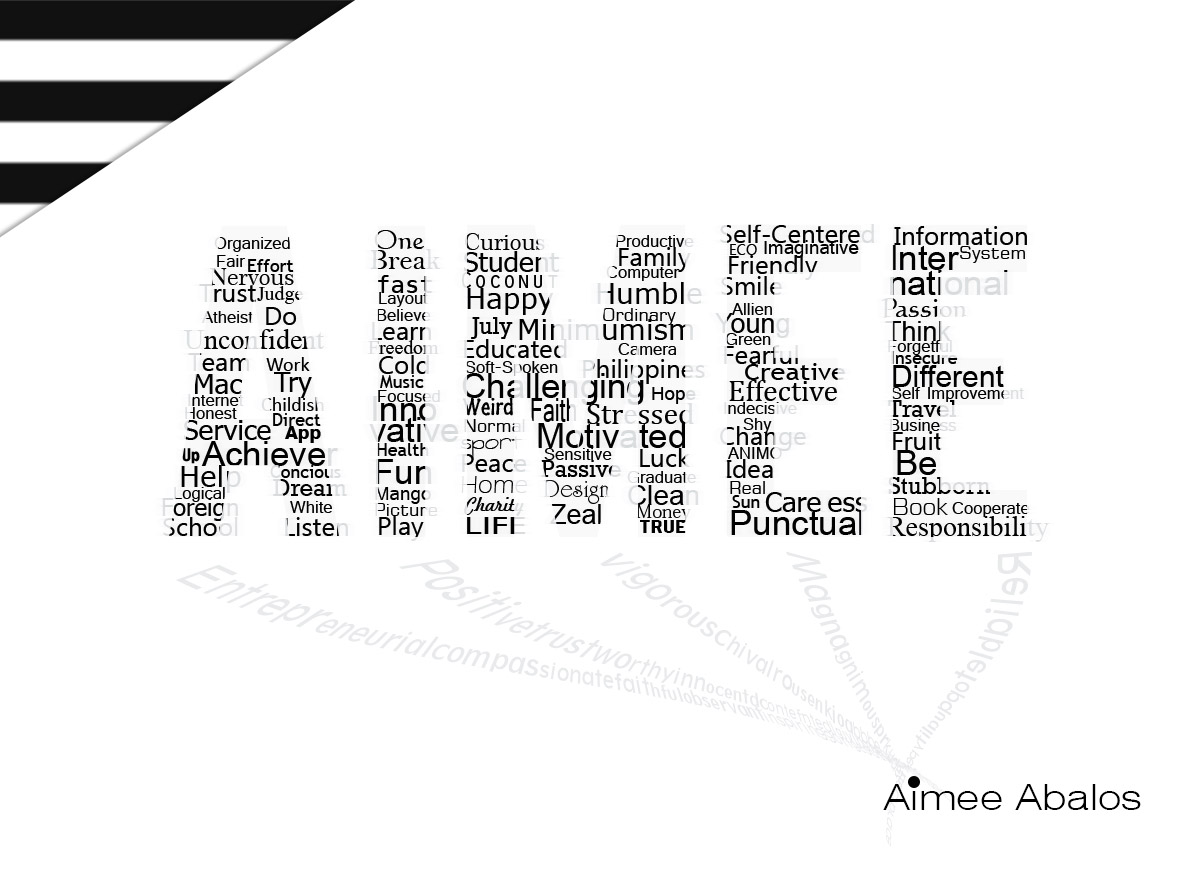 Organized
Fair Effort
Nervous
Trust Judge
Atheist Do
Unconfident
Team Work
Mac Try
Internet
Honest Childish
Direct
Service App
Up Achiever
Help Concious
Logical Dream
Foreign White
School Listen
One
Break
fast
Layout
Believe
Learn
Freedom
Cold
Music
Focused
Inno
vative
Health
Fun
Mango
Picture
Play
Curious
Student
COCONUT
Happy
July Minimumism
Educated
Soft-Spoken
Challenging
Weird Faith Stressed
Normal
sport Motivated
Peace
Home
Charity
LIFE
Sensitive
Passive
Design
Zeal
Productive
Family
Computer
Humble
Ordinary
Camera
Philippines
Hope
Luck
Graduate
Clean
Money
TRUE
Self-Centered
ECO Imaginative
Friendly
Smile
Allien
Young
Green
Fearful
Creative
Effective
Indecisive
Shy
Change
ANIMO
Idea
Real
Sun Care ess
Punctual
Information
Inter System
national
Passion
Think
Forgetful
Insecure
Different
Self Improvement
Travel
Business
Fruit
Be
Stubborn
Book Cooperate
Responsibility
Entrepreneurialcompassionatefaithfulobservant
Positivetrustworthyinnocent
vigorousChivalrous
Magnagnimous
Reliable
Aimee Abalos